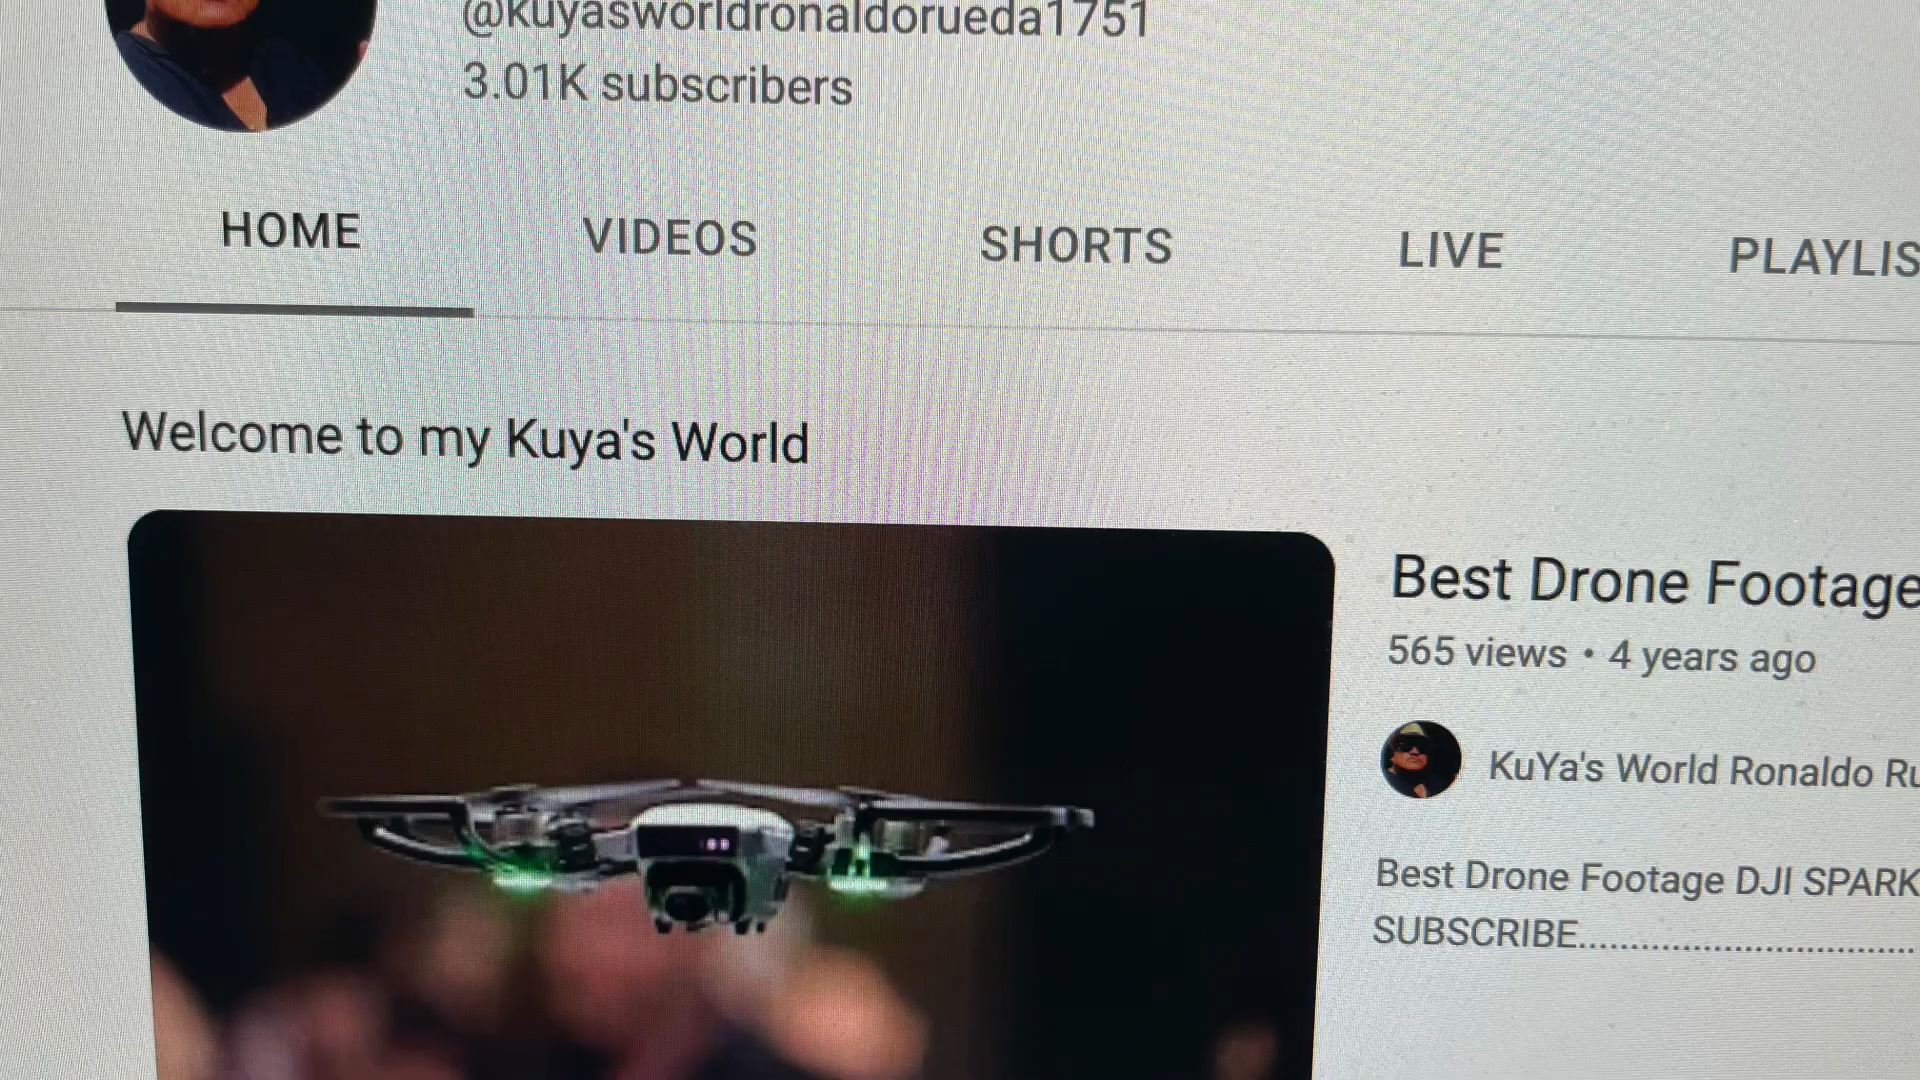 @kuyasworldronaldorueda1751
3.01K subscribers
HOME VIDEOS SHORTS LIVE PLAYLIS
Welcome to my Kuya's World
Best Drone Footage
565 views • 4 years ago
KuYa's World Ronaldo Ru
Best Drone Footage DJI SPARK
SUBSCRIBE.................................